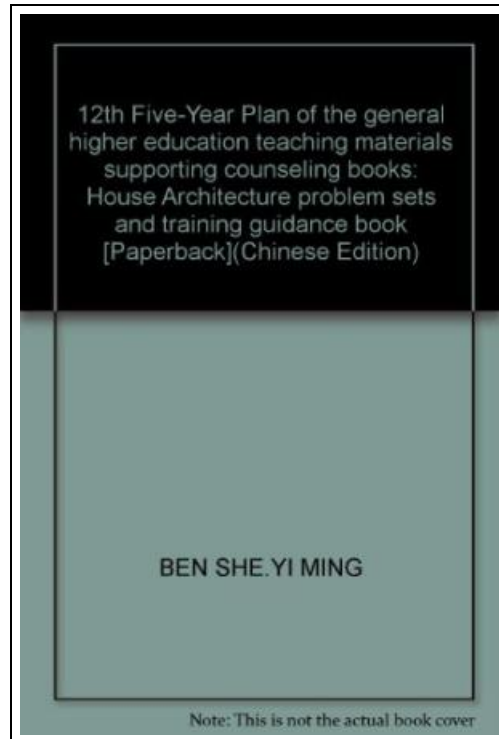 12th Five-Year Plan of the general
higher education teaching materials
supporting counseling books:
House Architecture problem sets
and training guidance book
[Paperback](Chinese Edition)
BEN SHE.YI MING
Note: This is not the actual book cover